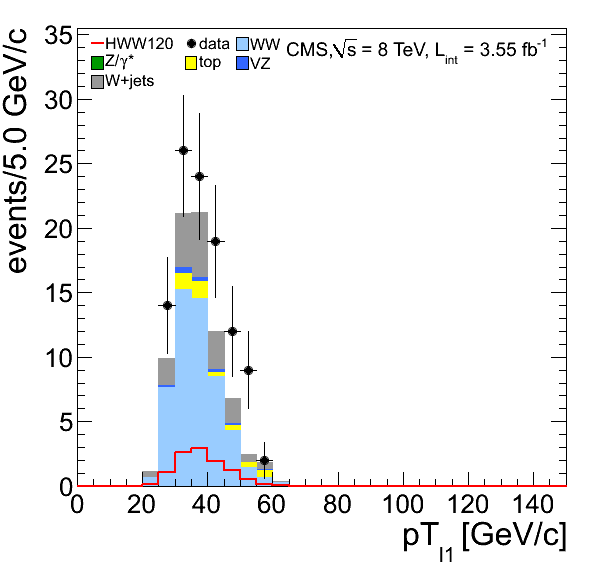 HWW120 data WW CMS,√s = 8 TeV, L_int = 3.55 fb⁻¹
Z/γ* top VZ
W+jets
events/5.0 GeV/c
35
30
25
20
15
10
5
0
0 20 40 60 80 100 120 140
pT_l1 [GeV/c]